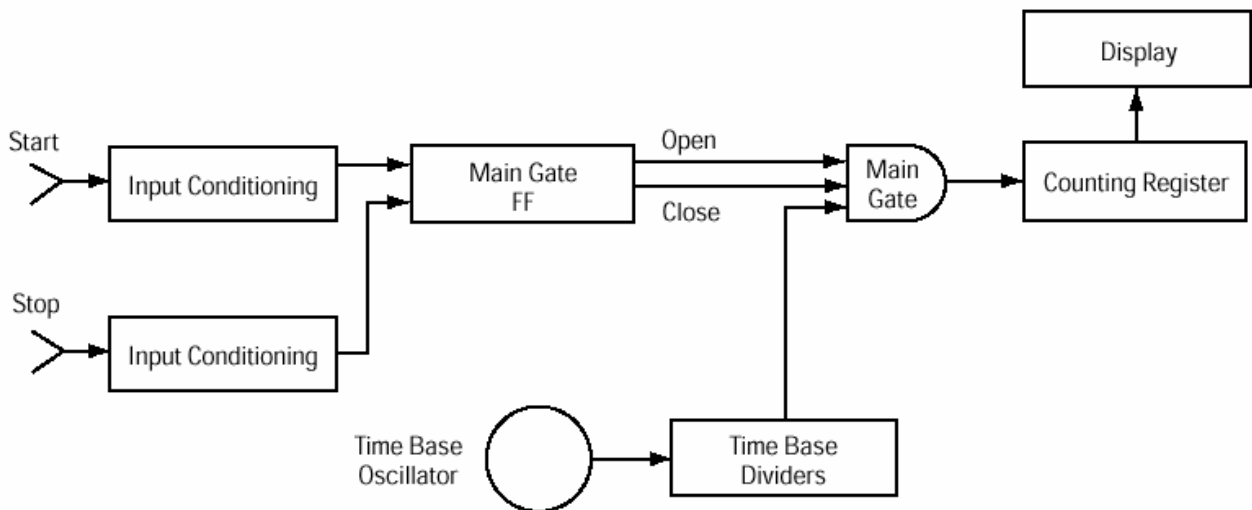 Display
Start
Open
Input Conditioning
Main Gate
FF
Main
Gate
Counting Register
Close
Stop
Input Conditioning
Time Base
Oscillator
Time Base
Dividers